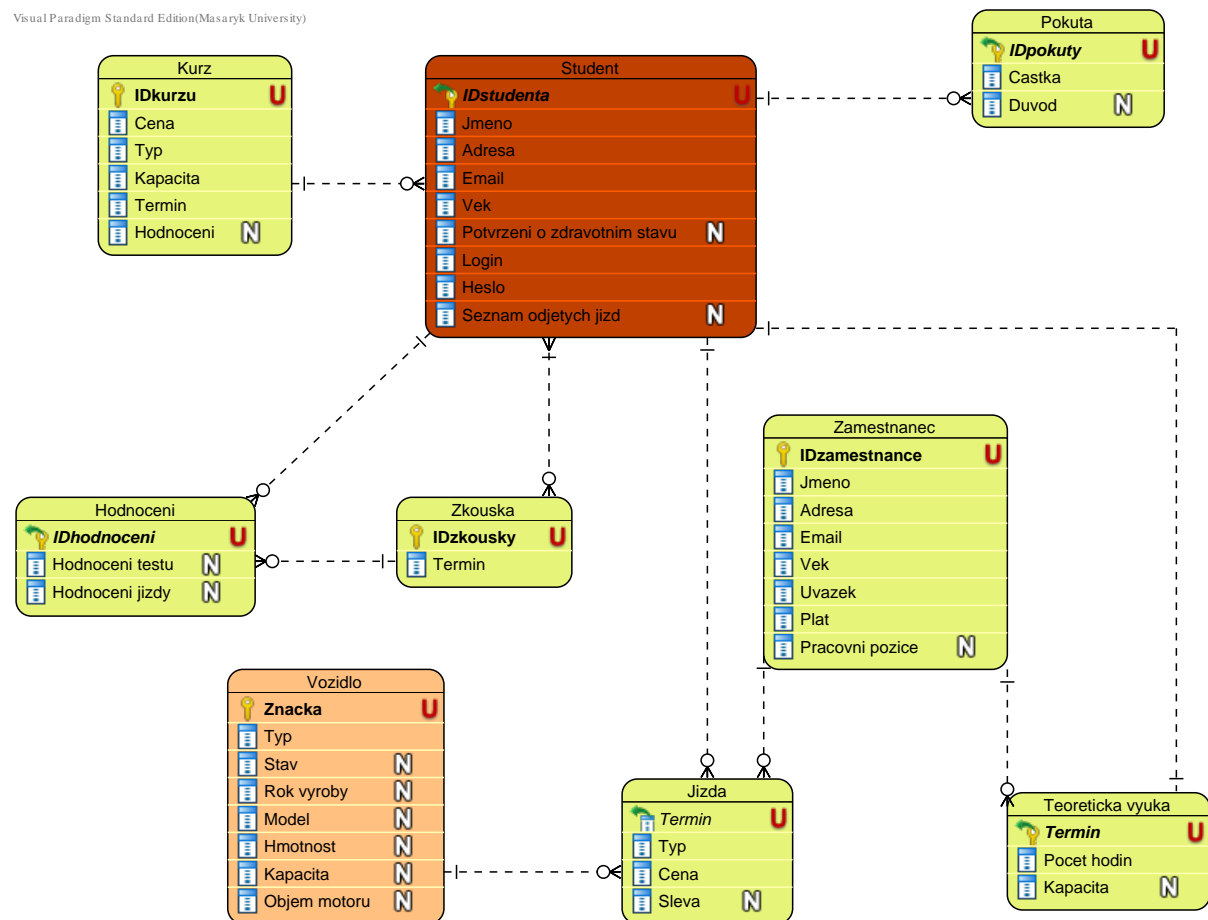 Visual Paradigm Standard Edition(Masaryk University)
Kurz
IDkurzu U
Cena
Typ
Kapacita
Termin
Hodnoceni N
Student
IDstudenta U
Jmeno
Adresa
Email
Vek
Potvrzeni o zdravotnim stavu N
Login
Heslo
Seznam odjetych jizd N
Pokuta
IDpokuty U
Castka
Duvod N
Hodnoceni
IDhodnoceni U
Hodnoceni testu N
Hodnoceni jizdy N
Zkouska
IDzkousky U
Termin
Zamestnanec
IDzamestnance U
Jmeno
Adresa
Email
Vek
Uvazek
Plat
Pracovni pozice N
Vozidlo
Znacka U
Typ
Stav N
Rok vyroby N
Model N
Hmotnost N
Kapacita N
Objem motoru N
Jizda
Termin U
Typ
Cena
Sleva N
Teoreticka vyuka
Termin U
Pocet hodin
Kapacita N